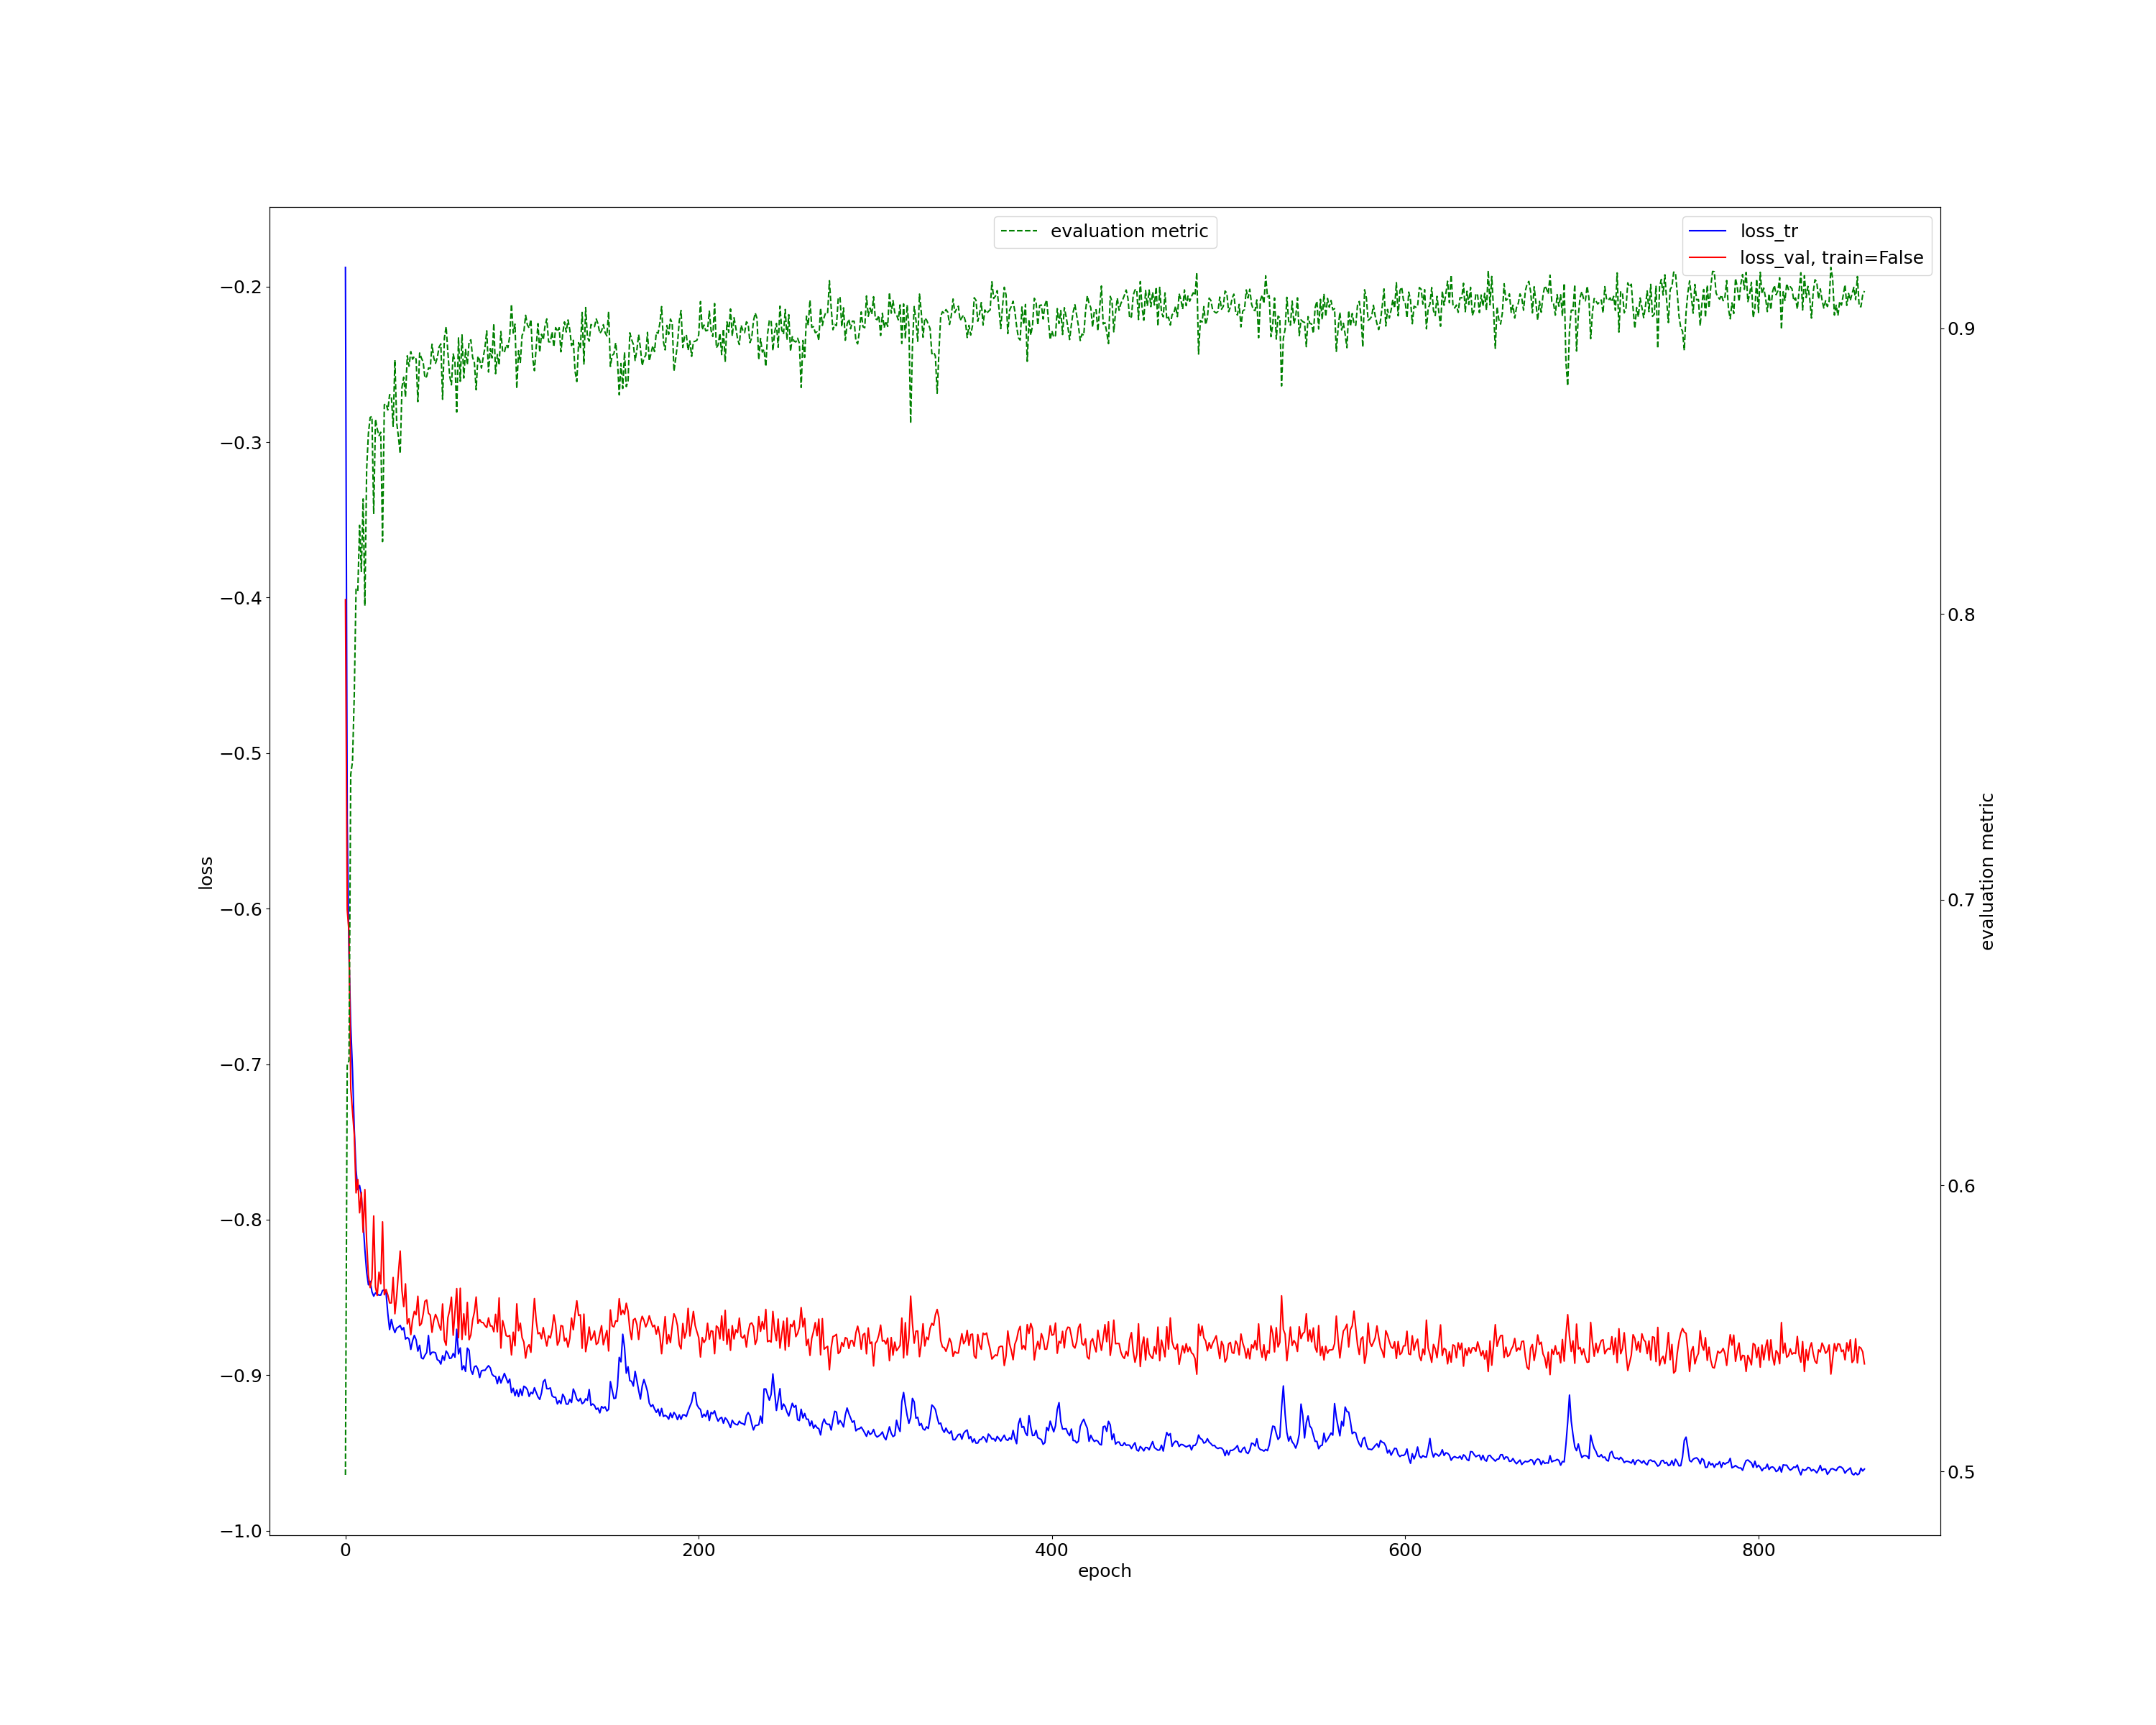 evaluation metric
loss_tr
loss_val, train=False
−0.2
−0.3
−0.4
−0.5
−0.6
−0.7
−0.8
−0.9
−1.0
loss
0.9
0.8
0.7
0.6
0.5
evaluation metric
0 200 400 600 800
epoch